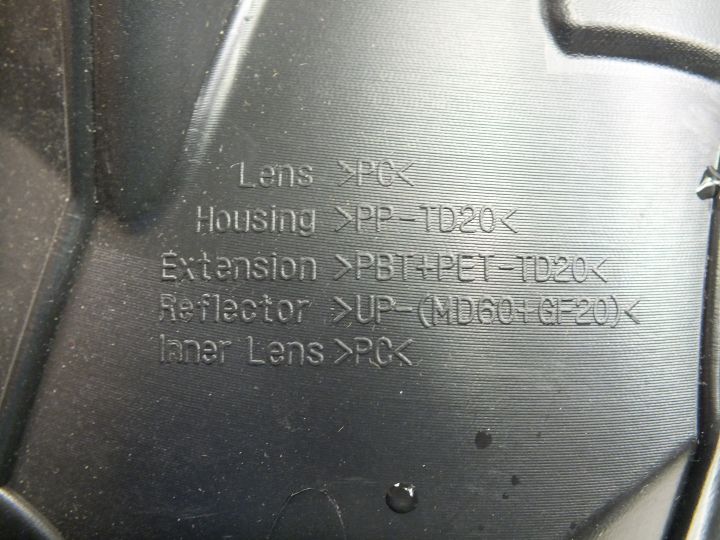 Lens >PC<
Housing >PP-TD20<
Extension >PBT+PET-TD20<
Reflector >UP-(MD60+GF20)<
Inner Lens >PC<